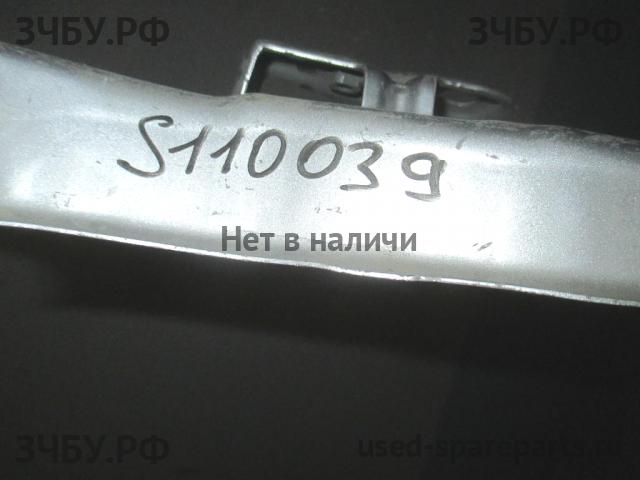 ЗЧБУ.РФ ЗЧБУ.РФ
S110039
Нет в наличи
ЗЧБУ.РФ used-spareparts.ru